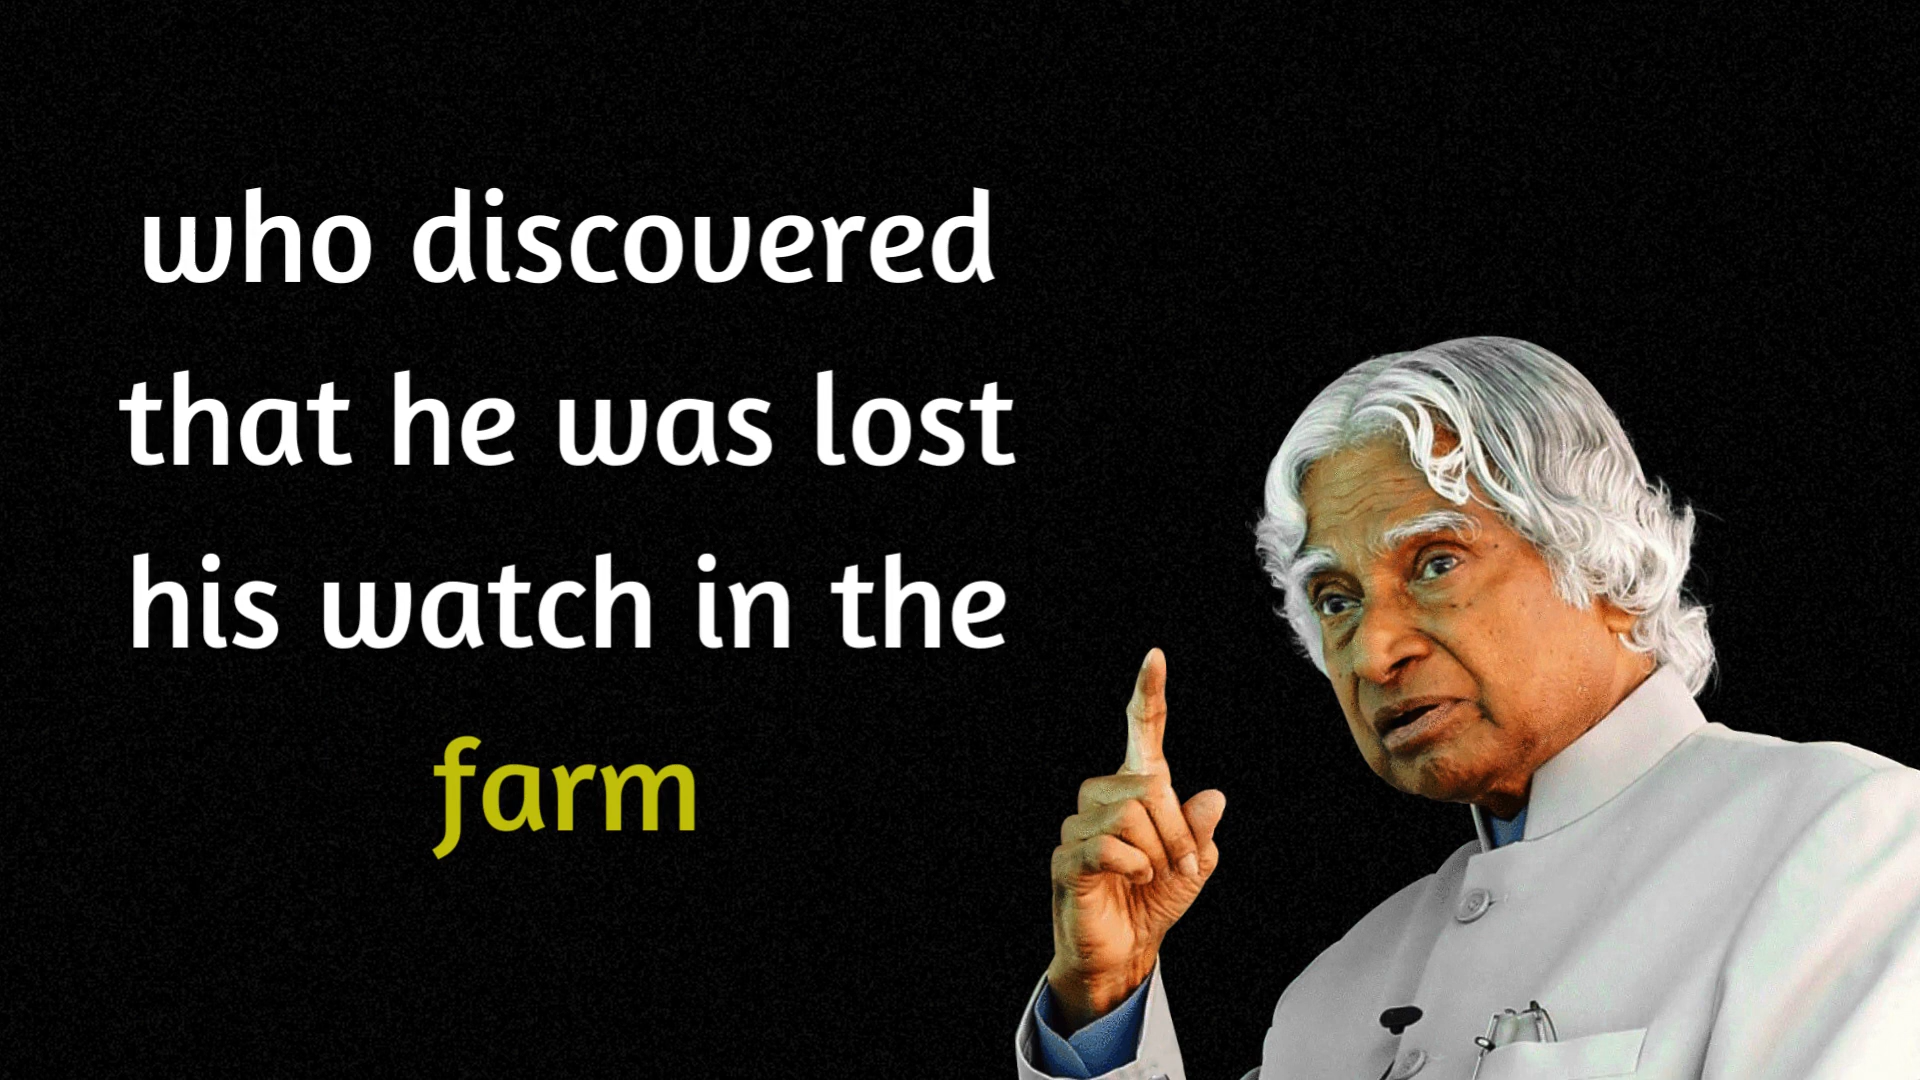 who discovered
that he was lost
his watch in the
farm